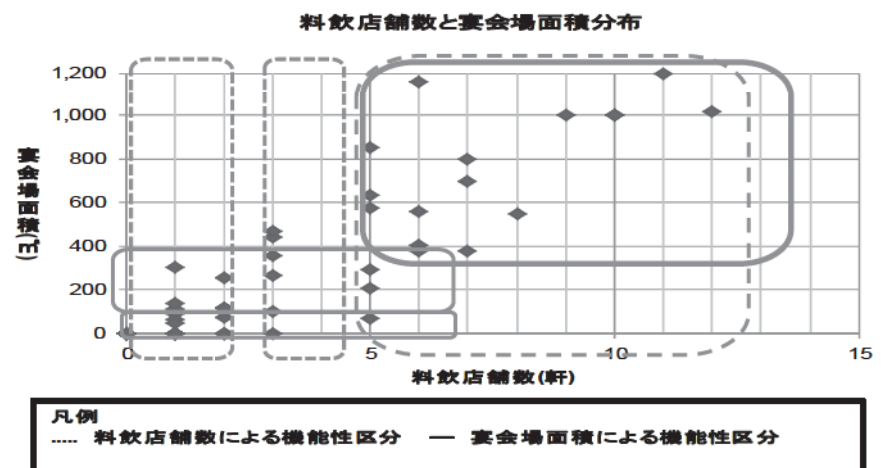 料飲店舗数と宴会場面積分布
宴会場面積(㎡)
1,200
1,000
800
600
400
200
0
0 5 10 15
料飲店舗数(軒)
凡例
..... 料飲店舗数による機能性区分 — 宴会場面積による機能性区分